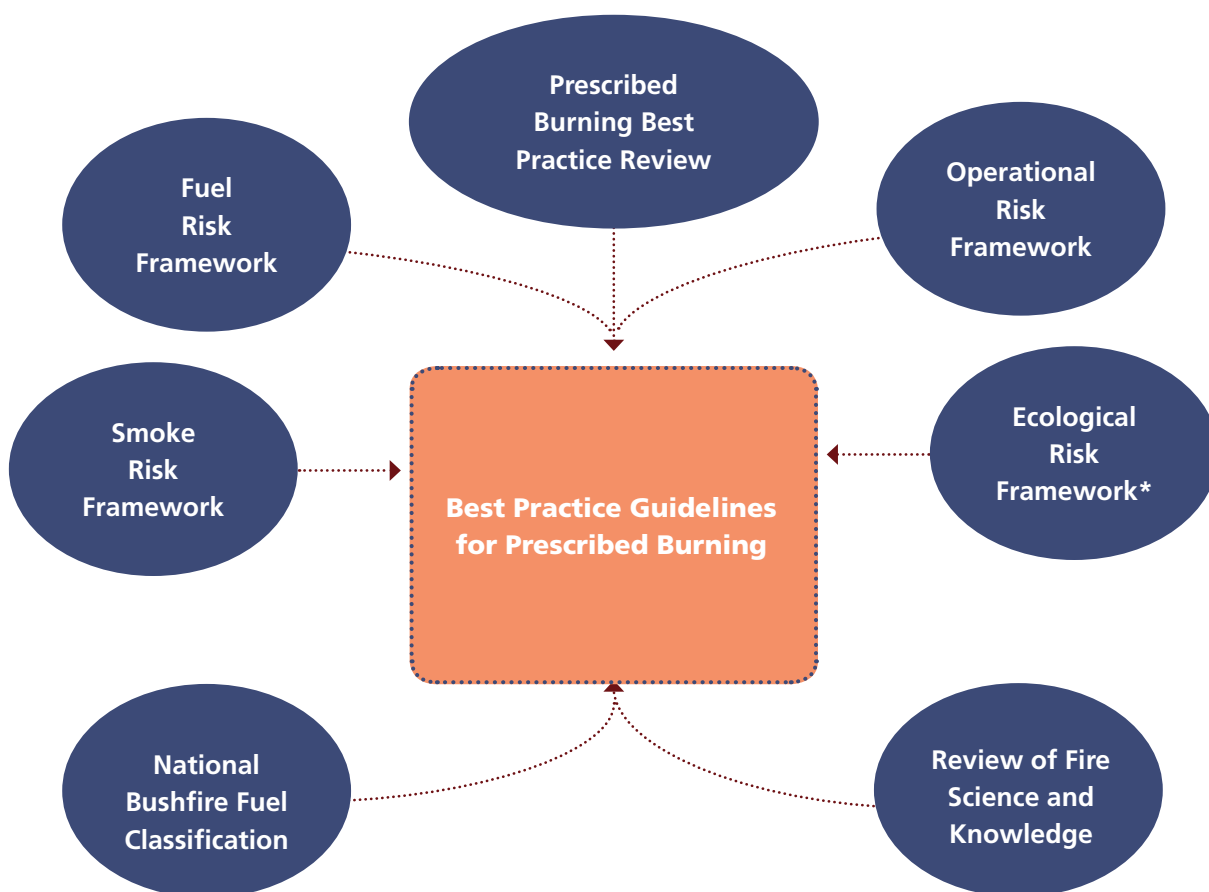 Prescribed
Burning Best
Practice Review
Fuel
Risk
Framework
Operational
Risk
Framework
Smoke
Risk
Framework
Ecological
Risk
Framework*
Best Practice Guidelines
for Prescribed Burning
National
Bushfire Fuel
Classification
Review of Fire
Science and
Knowledge